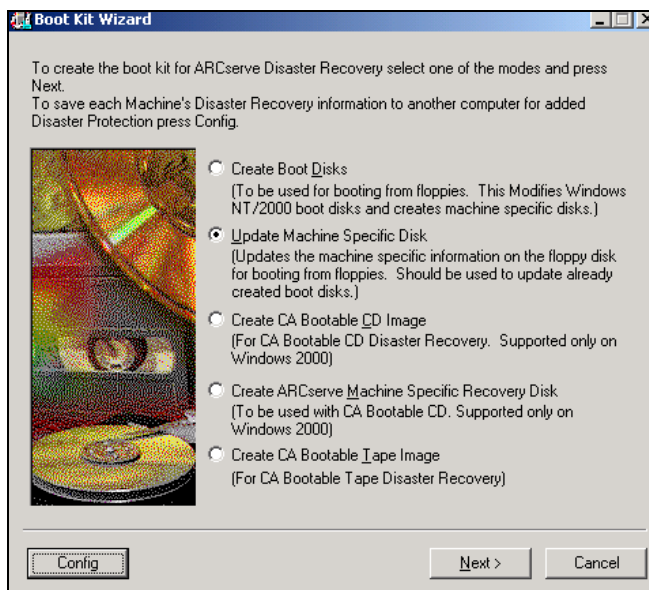 Boot Kit Wizard
To create the boot kit for ARCserve Disaster Recovery select one of the modes and press
Next.
To save each Machine's Disaster Recovery information to another computer for added
Disaster Protection press Config.
Create Boot Disks
(To be used for booting from floppies. This Modifies Windows
NT/2000 boot disks and creates machine specific disks.)
Update Machine Specific Disk
(Updates the machine specific information on the floppy disk
for booting from floppies. Should be used to update already
created boot disks.)
Create CA Bootable CD Image
(For CA Bootable CD Disaster Recovery. Supported only on
Windows 2000)
Create ARCserve Machine Specific Recovery Disk
(To be used with CA Bootable CD. Supported only on
Windows 2000)
Create CA Bootable Tape Image
(For CA Bootable Tape Disaster Recovery)
Config
Next >
Cancel